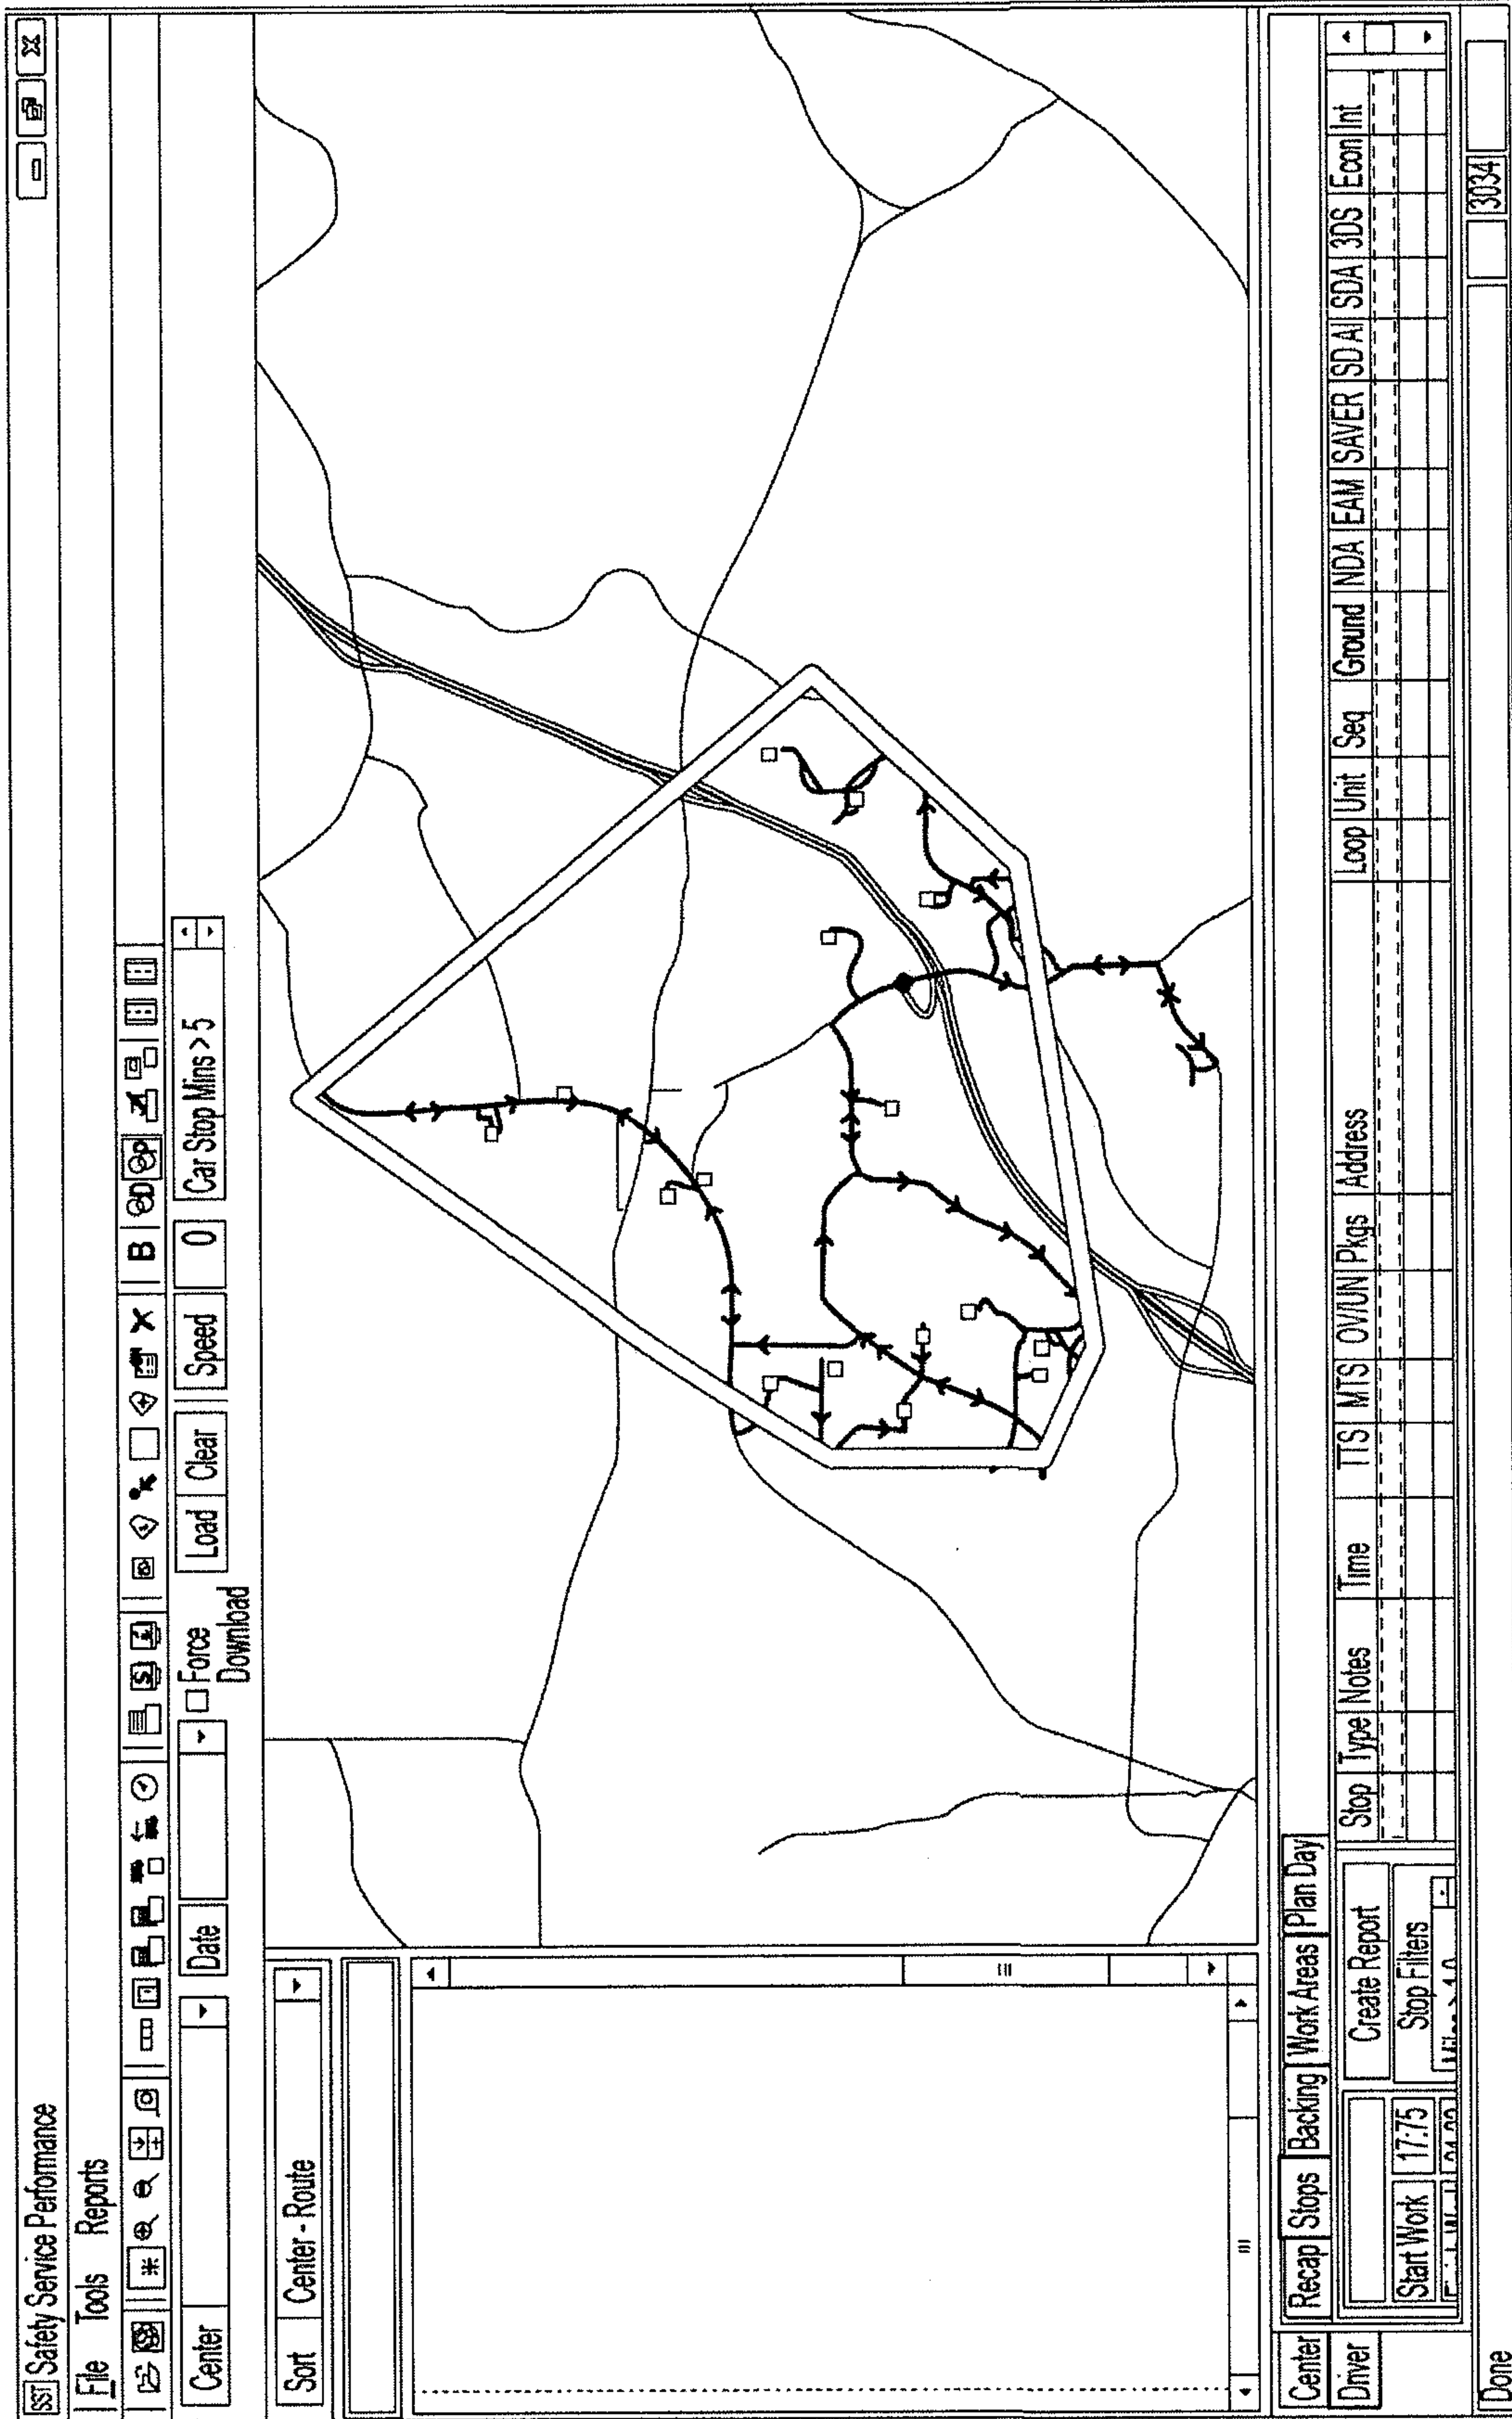 SST Safety Service Performance
File Tools Reports
B D P
Center Date Force Download Load Clear Speed 0 Car Stop Mins > 5
Sort Center - Route
Center Recap Stops Backing Work Areas Plan Day
Driver
Create Report
Start Work 17:75 Stop Filters
Stop Type Notes Time TTS MTS OV/UN Pkgs Address Loop Unit Seq Ground NDA EAM SAVER SD AI SDA 3DS Econ Int
Done 3034